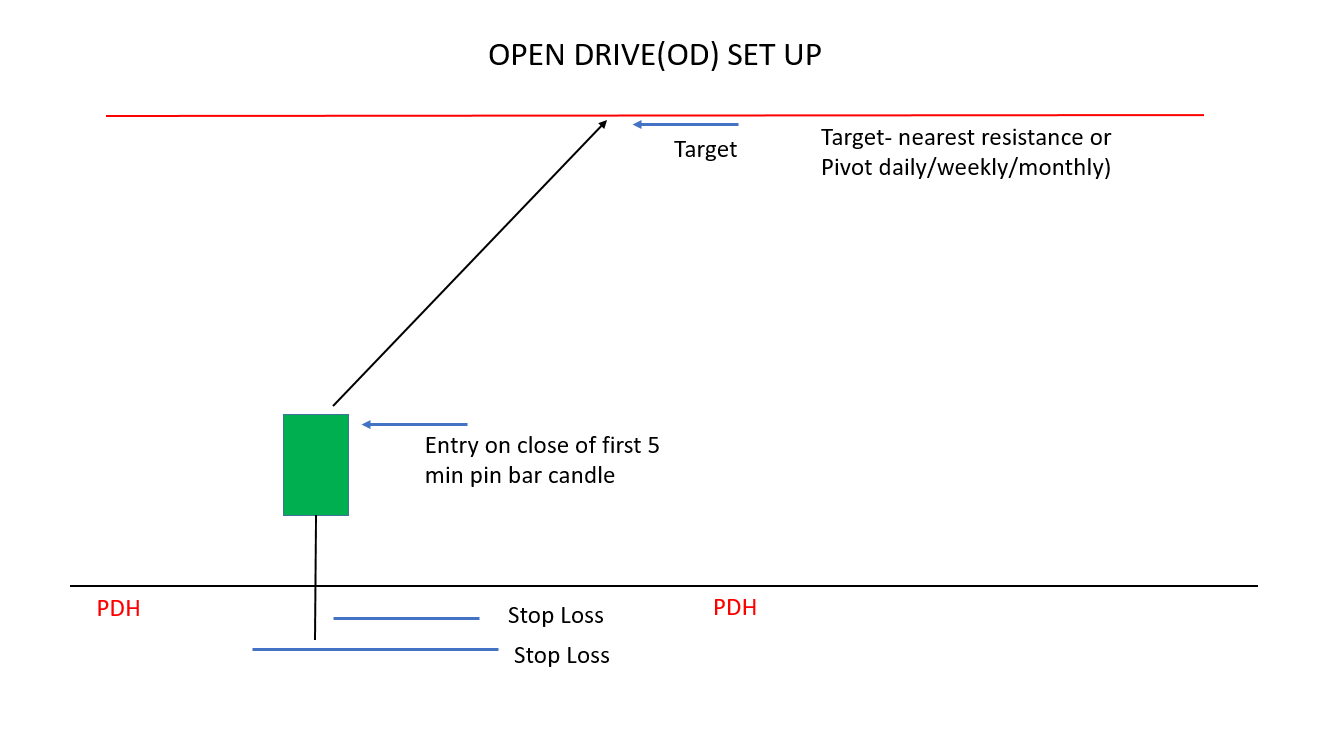 OPEN DRIVE(OD) SET UP
Target
Target- nearest resistance or
Pivot daily/weekly/monthly)
Entry on close of first 5
min pin bar candle
PDH
PDH
Stop Loss
Stop Loss